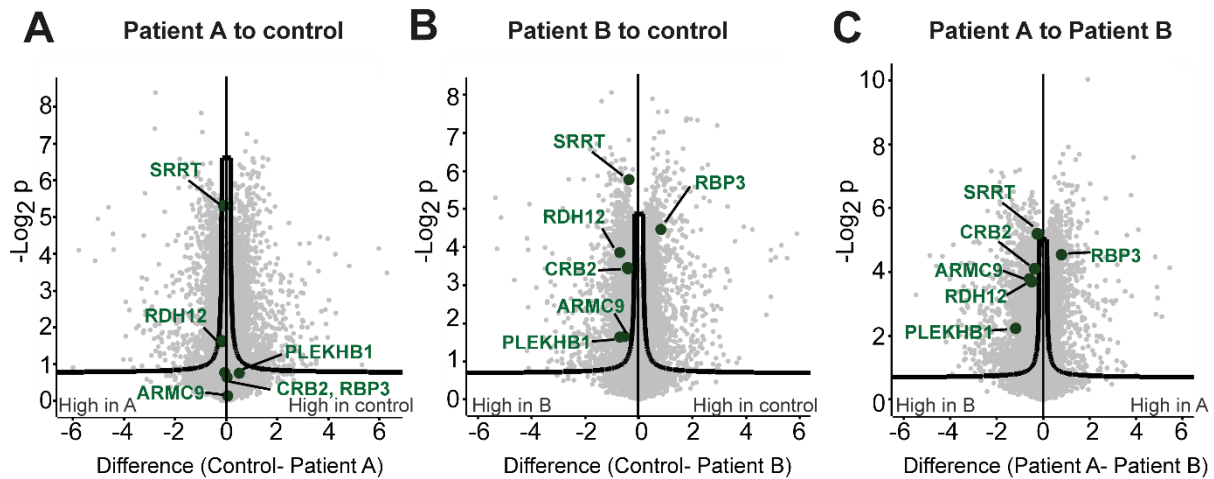 A
Patient A to control
-Log2 p
8
7
6
5
4
3
2
1
0
SRRT
RDH12
PLEKHB1
ARMC9
CRB2, RBP3
High in A
High in control
-6 -4 -2 0 2 4 6
Difference (Control- Patient A)
B
Patient B to control
-Log2 p
8
7
6
5
4
3
2
1
0
SRRT
RBP3
RDH12
CRB2
ARMC9
PLEKHB1
High in B
High in control
-6 -4 -2 0 2 4 6
Difference (Control- Patient B)
C
Patient A to Patient B
-Log2 p
10
8
6
4
2
0
SRRT
CRB2
RBP3
ARMC9
RDH12
PLEKHB1
High in B
High in A
-6 -4 -2 0 2 4 6
Difference (Patient A- Patient B)